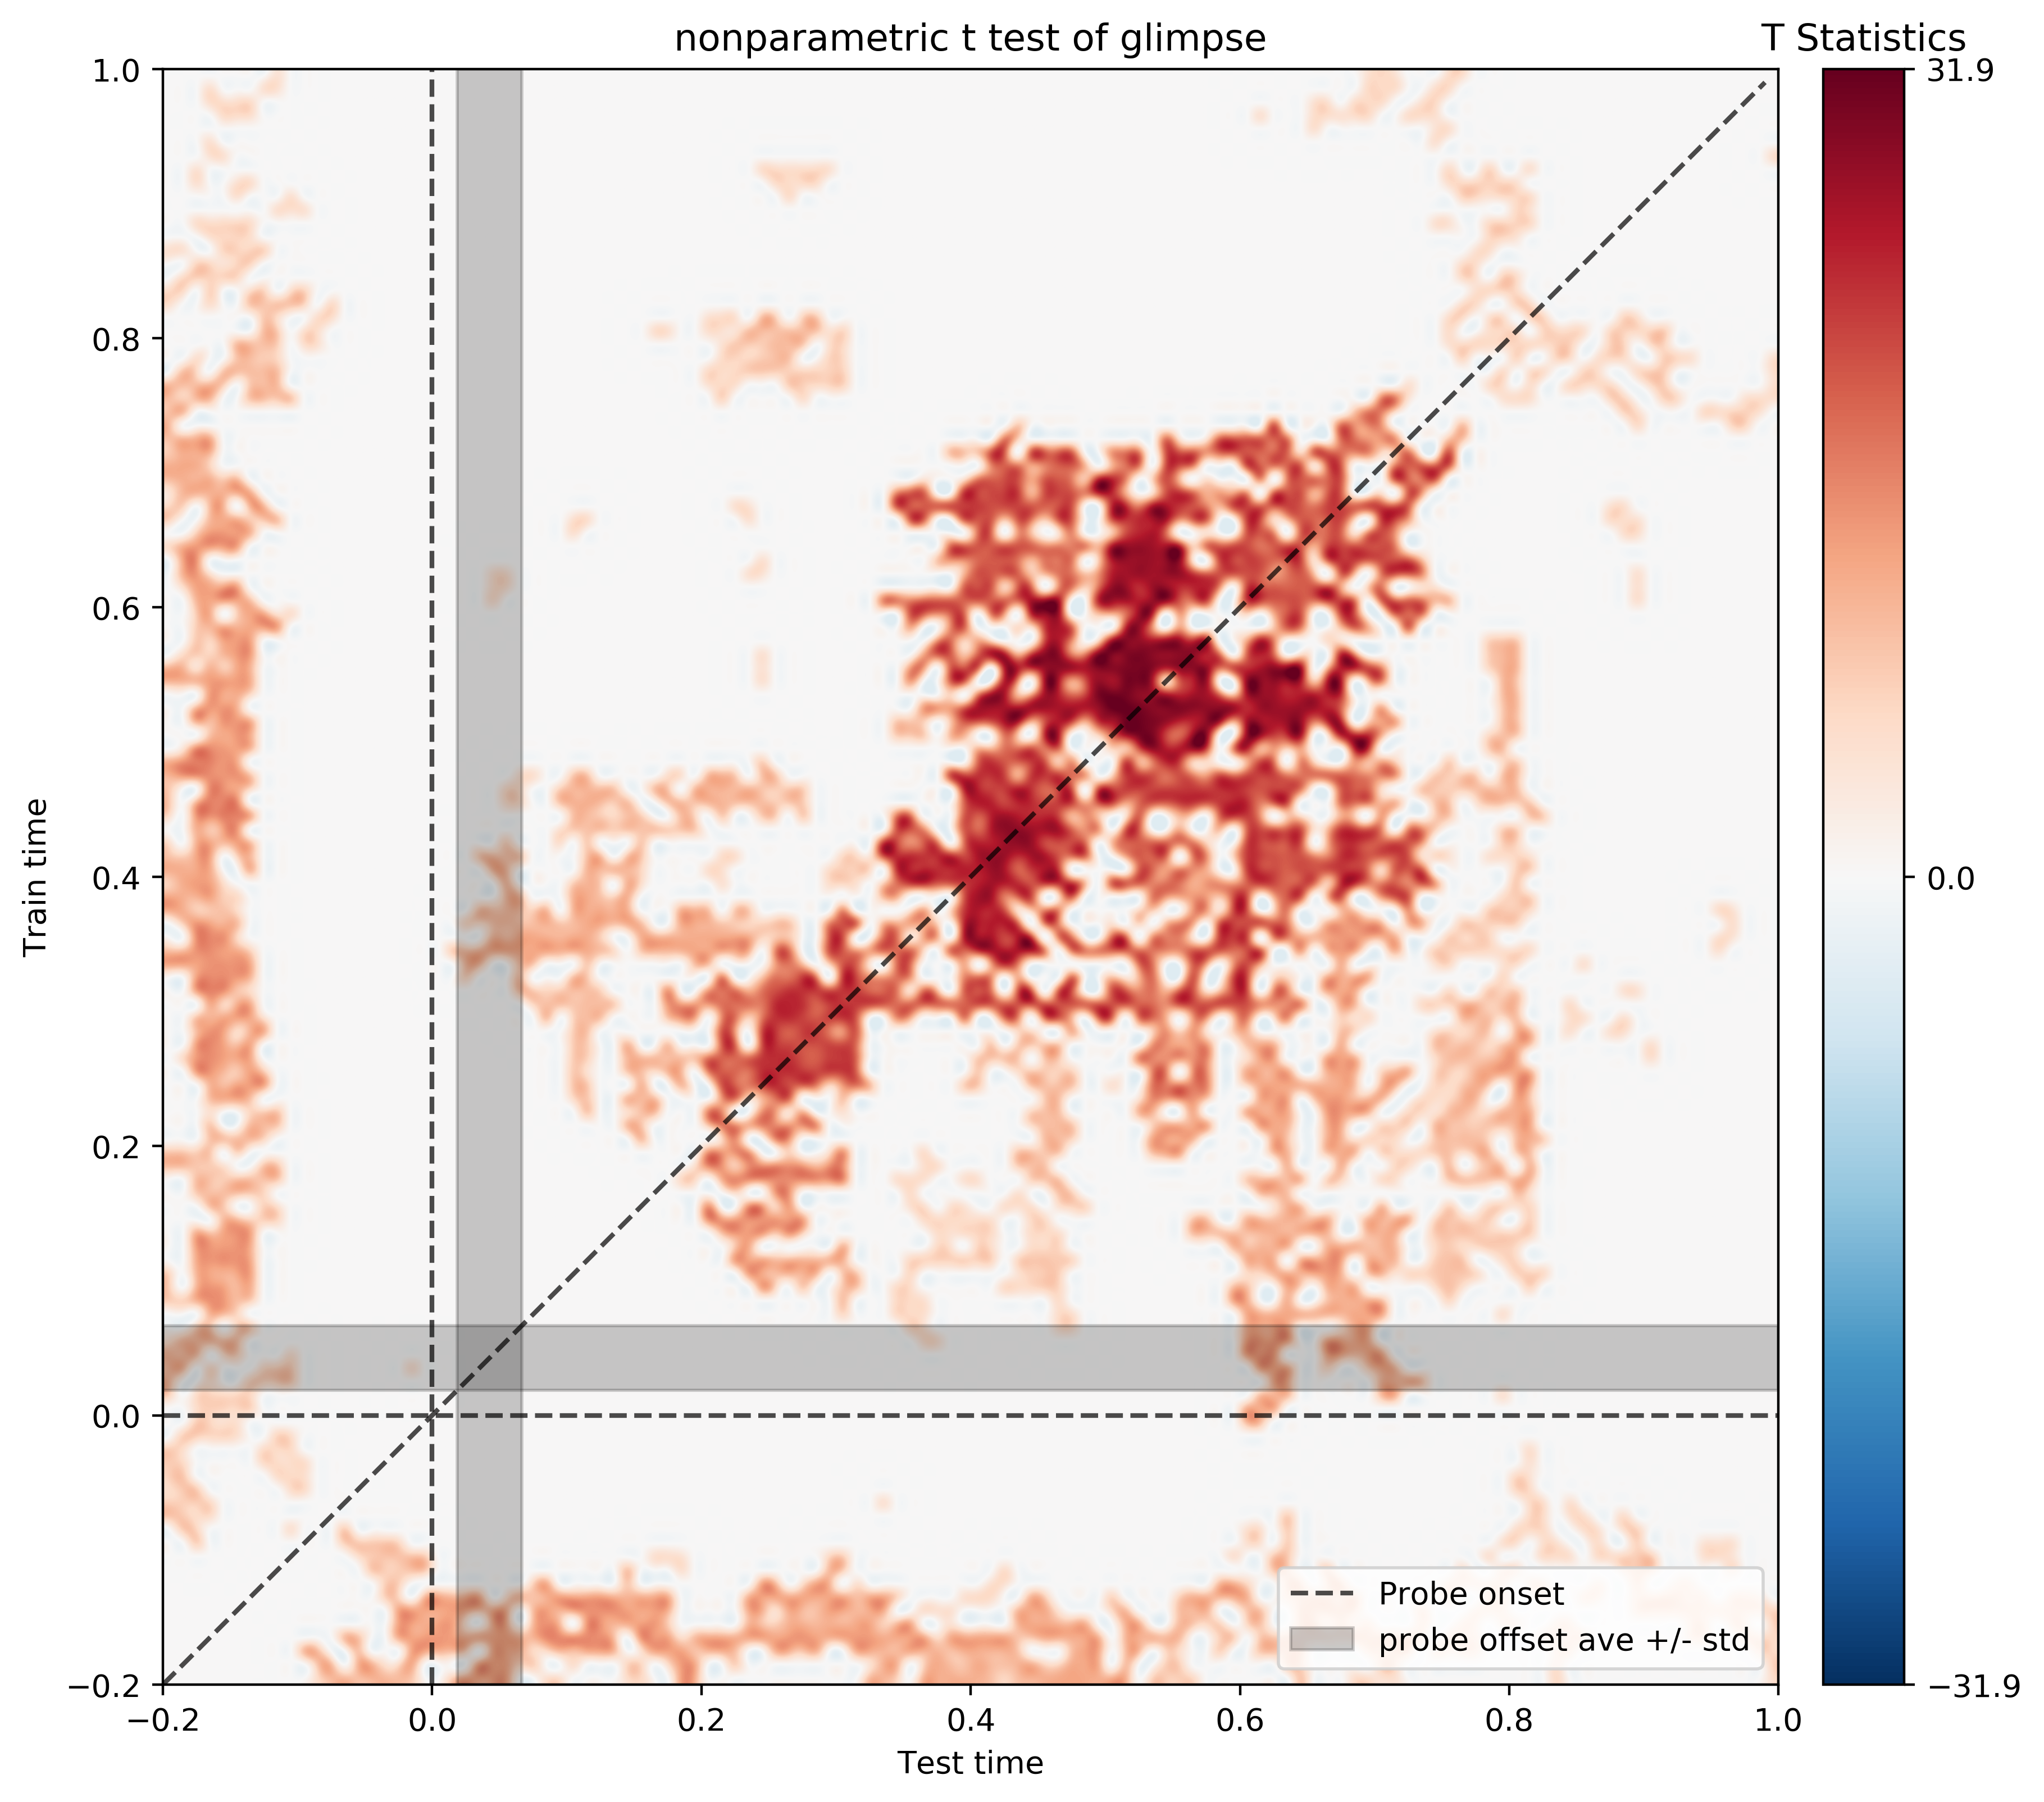 nonparametric t test of glimpse
T Statistics
31.9
0.0
−31.9
Train time
1.0
0.8
0.6
0.4
0.2
0.0
−0.2
−0.2
0.0
0.2
0.4
0.6
0.8
1.0
Test time
Probe onset
probe offset ave +/- std